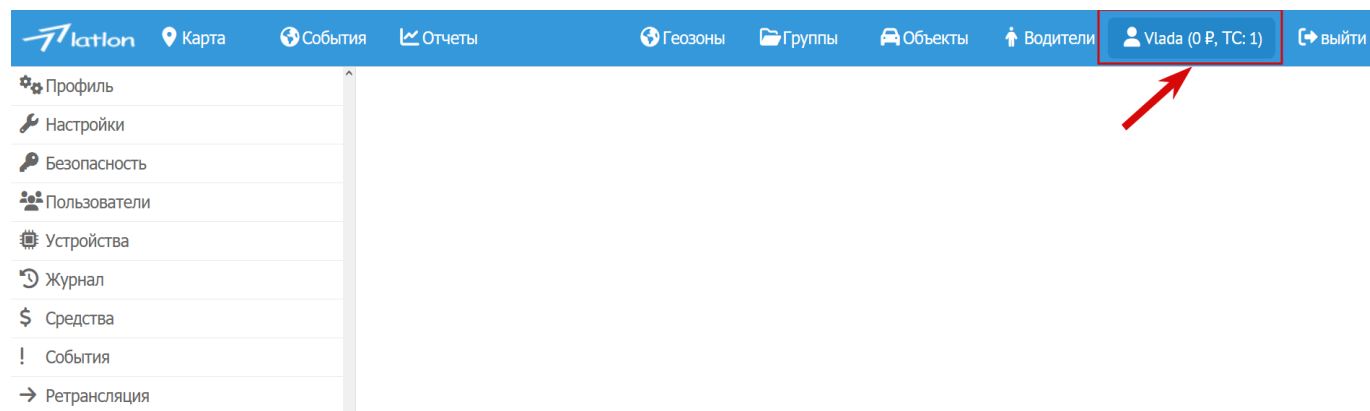 latlon Карта События Отчеты Геозоны Группы Объекты Водители Vlada (0 ₽, ТС: 1) выйти
Профиль
Настройки
Безопасность
Пользователи
Устройства
Журнал
$ Средства
! События
→ Ретрансляция